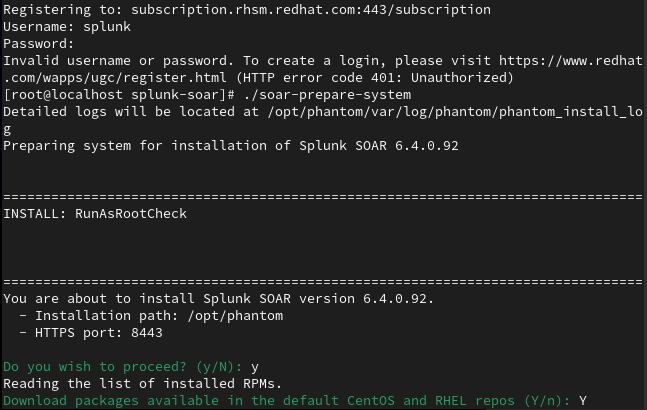 Registering to: subscription.rhsm.redhat.com:443/subscription
Username: splunk
Password:
Invalid username or password. To create a login, please visit https://www.redhat
.com/wapps/ugc/register.html (HTTP error code 401: Unauthorized)
[root@localhost splunk-soar]# ./soar-prepare-system
Detailed logs will be located at /opt/phantom/var/log/phantom/phantom_install_lo
g
Preparing system for installation of Splunk SOAR 6.4.0.92
================================================================================
INSTALL: RunAsRootCheck
================================================================================
You are about to install Splunk SOAR version 6.4.0.92.
  - Installation path: /opt/phantom
  - HTTPS port: 8443
Do you wish to proceed? (y/N): y
Reading the list of installed RPMs.
Download packages available in the default CentOS and RHEL repos (Y/n): Y